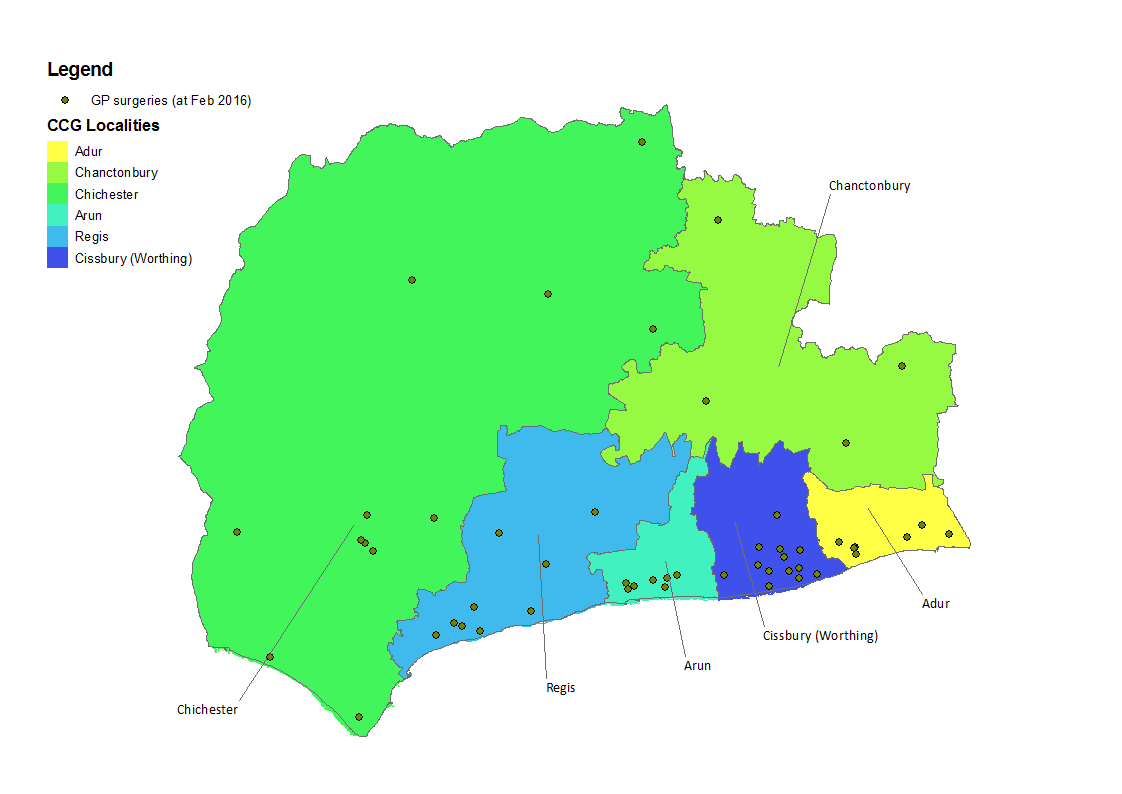 Legend
GP surgeries (at Feb 2016)
CCG Localities
Adur
Chanctonbury
Chichester
Arun
Regis
Cissbury (Worthing)
Chanctonbury
Adur
Cissbury (Worthing)
Arun
Regis
Chichester